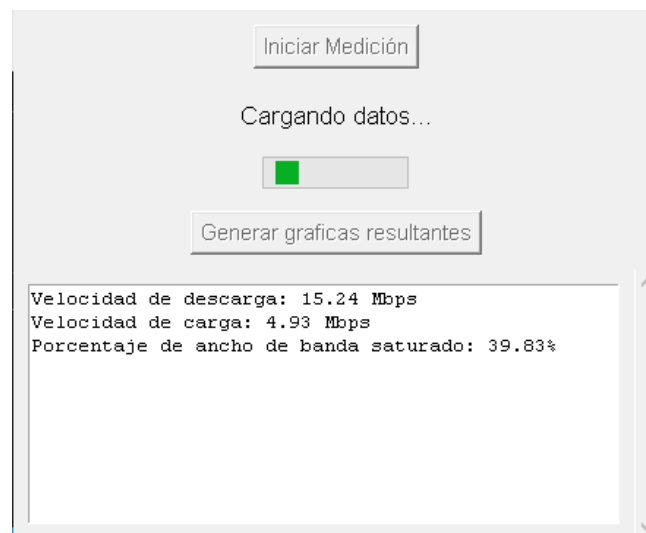 Iniciar Medición
Cargando datos...
Generar graficas resultantes
Velocidad de descarga: 15.24 Mbps
Velocidad de carga: 4.93 Mbps
Porcentaje de ancho de banda saturado: 39.83%